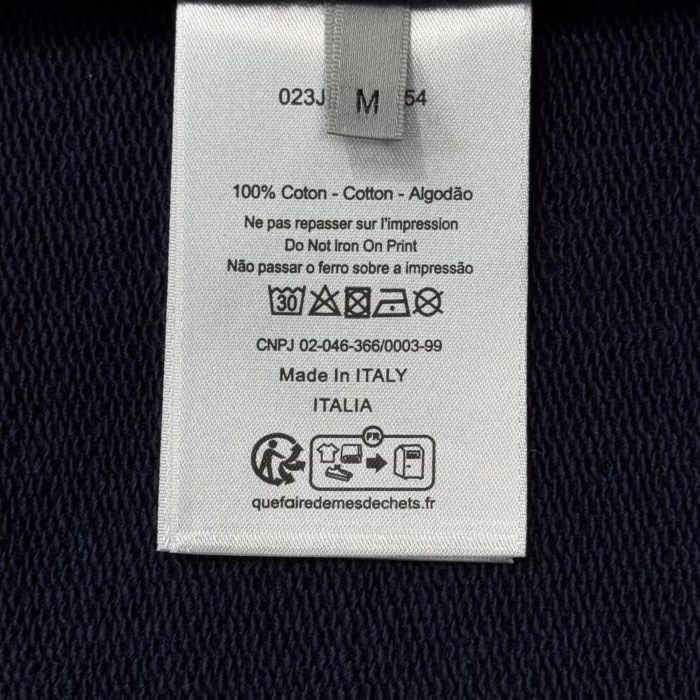 023J M 54
100% Coton - Cotton - Algodão
Ne pas repasser sur l'impression
Do Not Iron On Print
Não passar o ferro sobre a impressão
30
CNPJ 02-046-366/0003-99
Made In ITALY
ITALIA
FR
quefairedemesdechets.fr